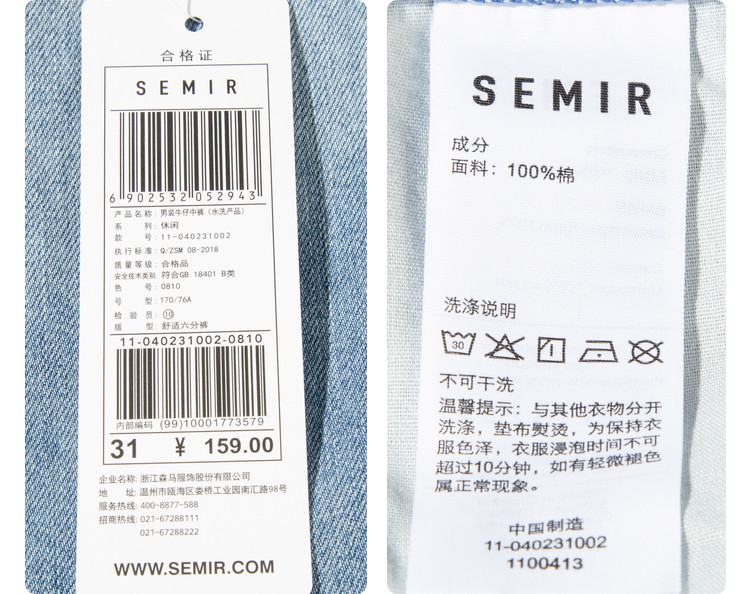 合格证
SEMIR
6 902532 052943
产品名称: 男装牛仔中裤（水洗产品）
系 列: 休闲
款 号: 11-040231002
执行标准: Q/ZSM 08-2018
质量等级: 合格品
安全技术类别: 符合GB 18401 B类
色 号: 0810
号 型: 170/76A
检 验 员: ⑩
版 型: 舒适六分裤
11-040231002-0810
内部编码 (99)10001773579
31 ¥ 159.00
企业名称: 浙江森马服饰股份有限公司
地 址: 温州市瓯海区娄桥工业园南汇路98号
服务热线: 400-8877-588
招商热线: 021-67288111
021-67288222
WWW.SEMIR.COM
SEMIR
成分
面料：100%棉
洗涤说明
30
不可干洗
温馨提示：与其他衣物分开
洗涤，垫布熨烫，为保持衣
服色泽，衣服浸泡时间不可
超过10分钟，如有轻微褪色
属正常现象。
中国制造
11-040231002
1100413